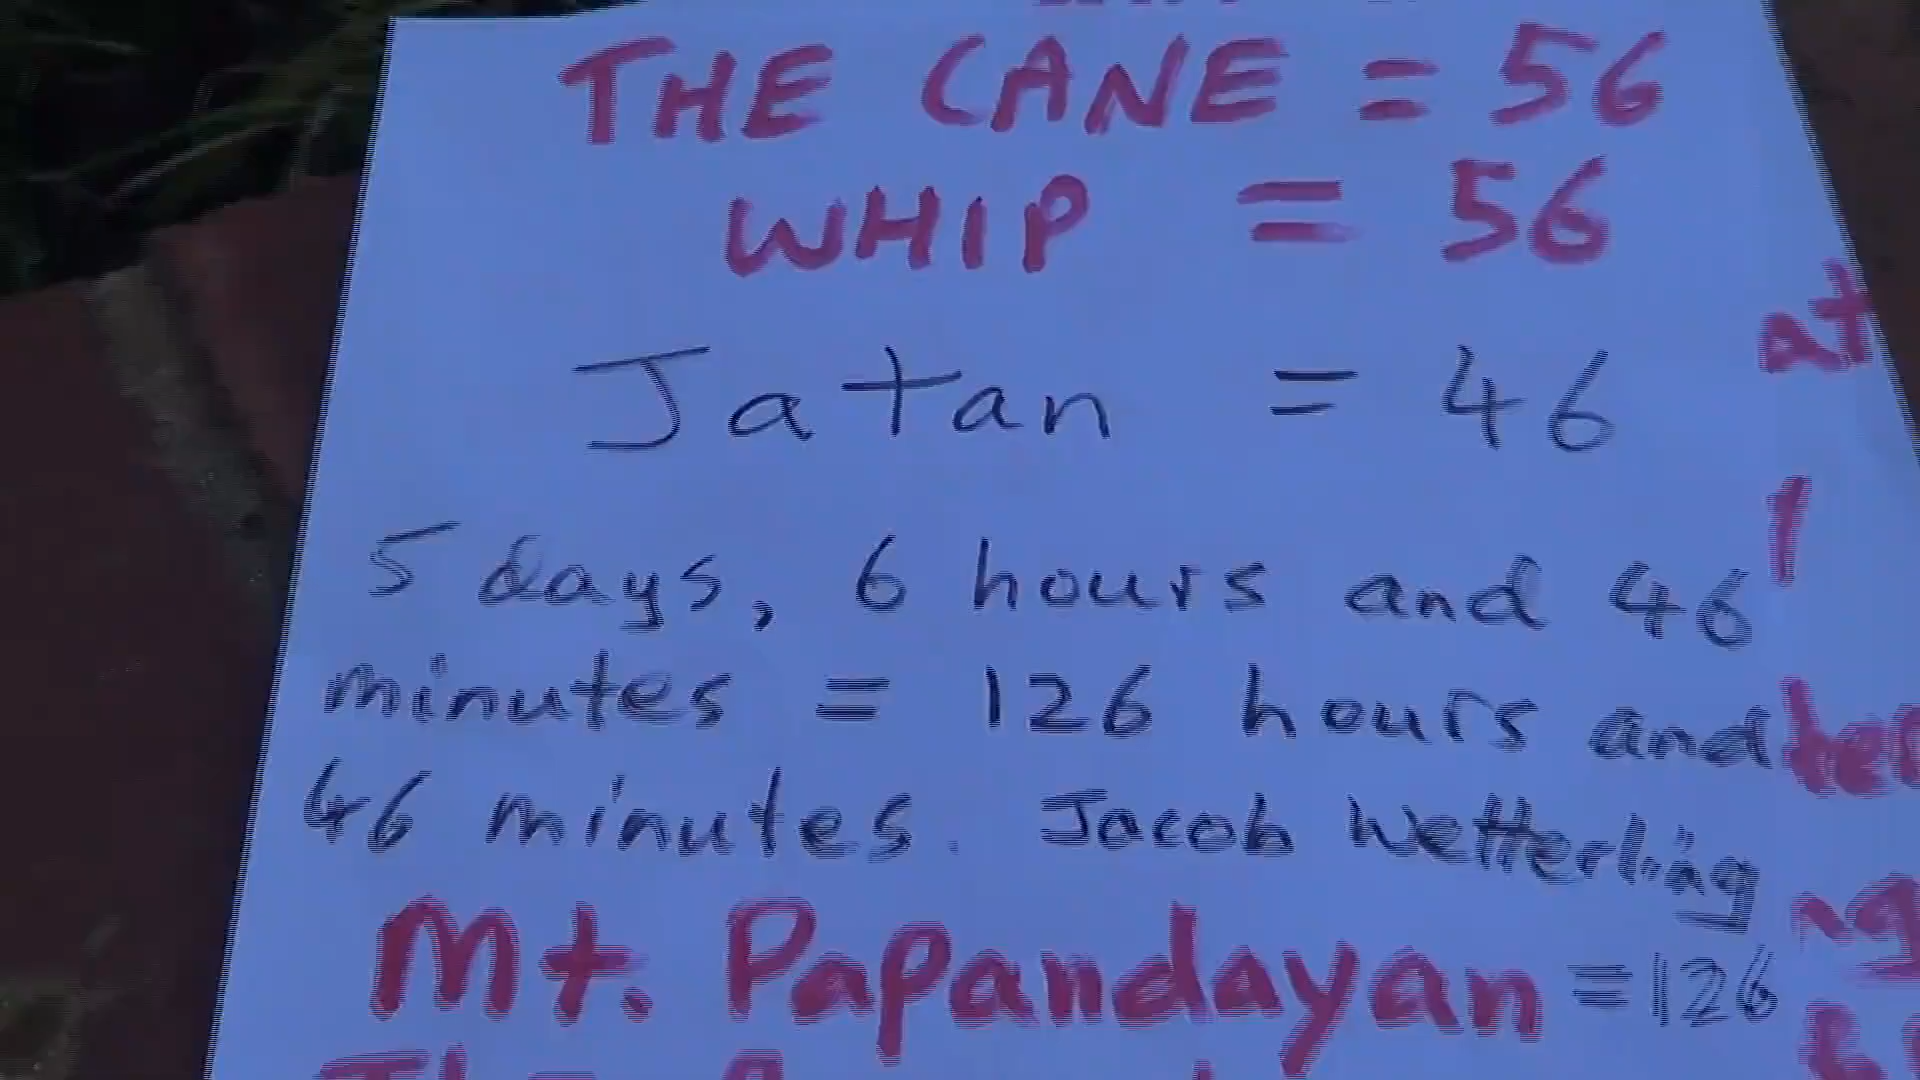 THE CANE = 56
WHIP = 56
Jatan = 46
5 days, 6 hours and 46
minutes = 126 hours and
46 minutes. Jacob Wetterling
Mt. Papandayan = 126
at